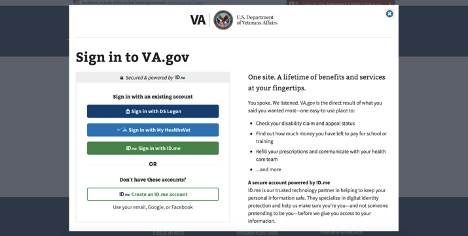 VA
U.S. Department
of Veterans Affairs
Sign in to VA.gov
Secured & powered by ID.me
Sign in with an existing account
Sign in with DS Logon
Sign in with My HealtheVet
ID.me Sign in with ID.me
OR
Don't have those accounts?
ID.me Create an ID.me account
Use your email, Google, or Facebook
One site. A lifetime of benefits and services
at your fingertips.
You spoke. We listened. VA.gov is the direct result of what you
said you wanted most—one easy-to-use place to:
Check your disability claim and appeal status
Find out how much money you have left to pay for school or
training
Refill your prescriptions and communicate with your health
care team
...and more
A secure account powered by ID.me
ID.me is our trusted technology partner in helping to keep your
personal information safe. They specialize in digital identity
protection and help us make sure you're you—and not someone
pretending to be you—before we give you access to your
information.